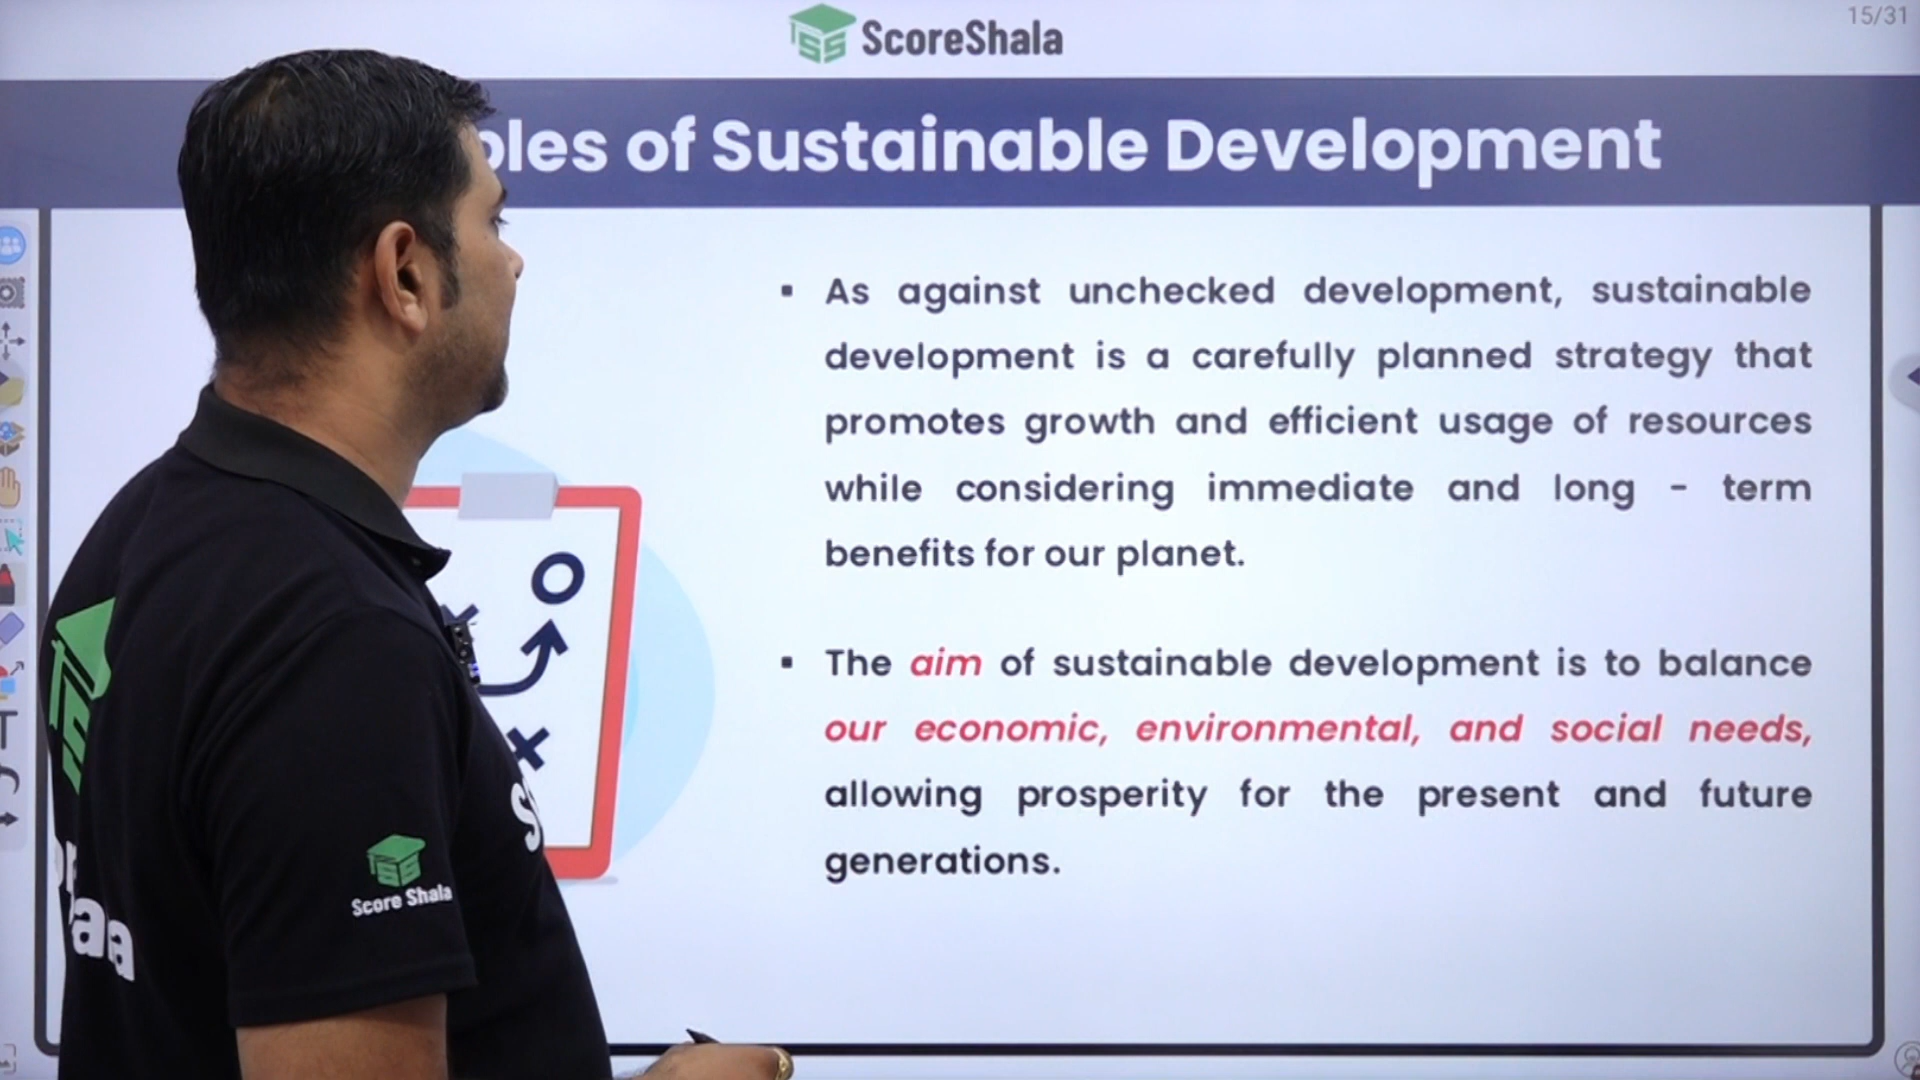 ScoreShala
15/31
of Sustainable Development
▪ As against unchecked development, sustainable
development is a carefully planned strategy that
promotes growth and efficient usage of resources
while considering immediate and long - term
benefits for our planet.
▪ The aim of sustainable development is to balance
our economic, environmental, and social needs,
allowing prosperity for the present and future
generations.
Score Shala